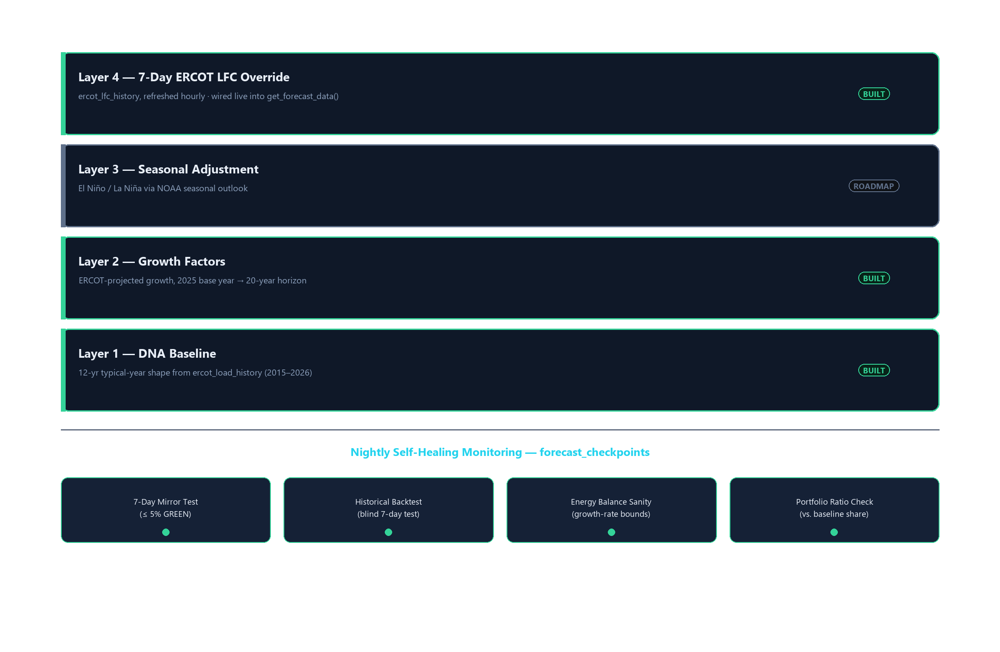 Layer 4 — 7-Day ERCOT LFC Override
ercot_lfc_history, refreshed hourly · wired live into get_forecast_data()
BUILT
Layer 3 — Seasonal Adjustment
El Niño / La Niña via NOAA seasonal outlook
ROADMAP
Layer 2 — Growth Factors
ERCOT-projected growth, 2025 base year → 20-year horizon
BUILT
Layer 1 — DNA Baseline
12-yr typical-year shape from ercot_load_history (2015–2026)
BUILT
Nightly Self-Healing Monitoring — forecast_checkpoints
7-Day Mirror Test
(≤ 5% GREEN)
Historical Backtest
(blind 7-day test)
Energy Balance Sanity
(growth-rate bounds)
Portfolio Ratio Check
(vs. baseline share)